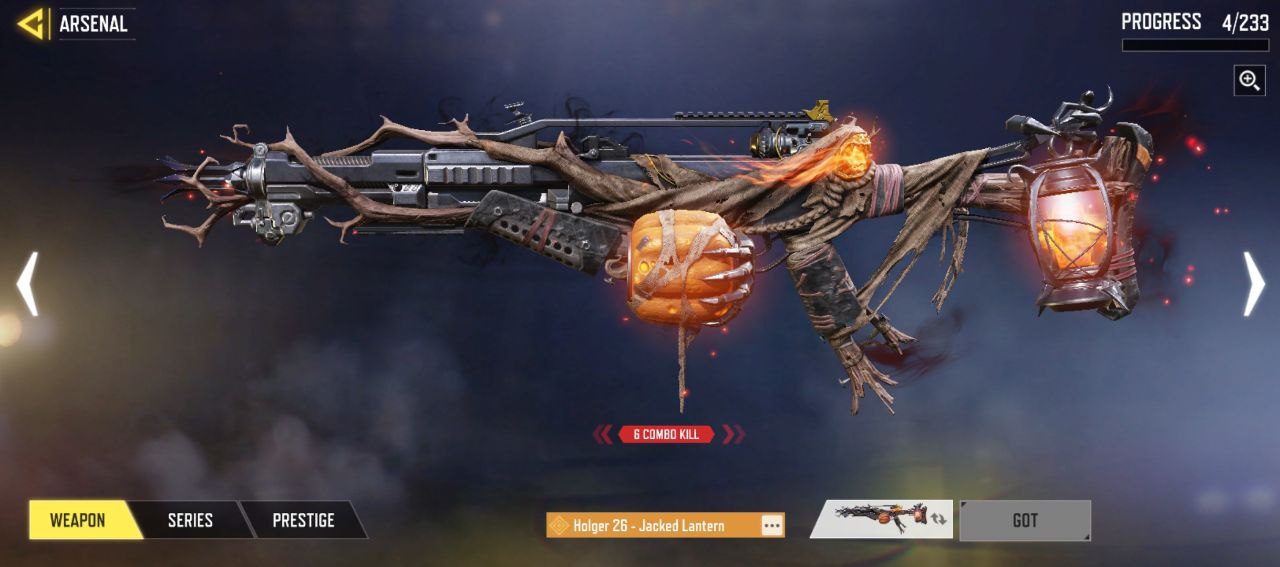 ARSENAL
PROGRESS 4/233
6 COMBO KILL
WEAPON
SERIES
PRESTIGE
Holger 26 - Jacked Lantern
GOT